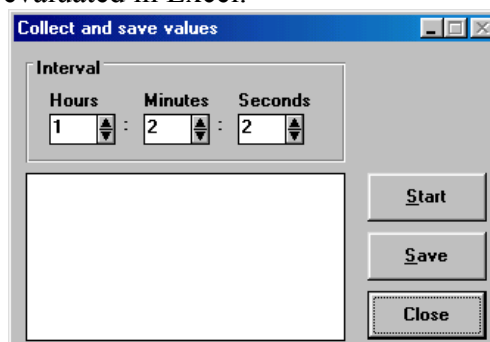 evaluated in Excel.
Collect and save values
Interval
Hours Minutes Seconds
1 : 2 : 2
Start
Save
Close